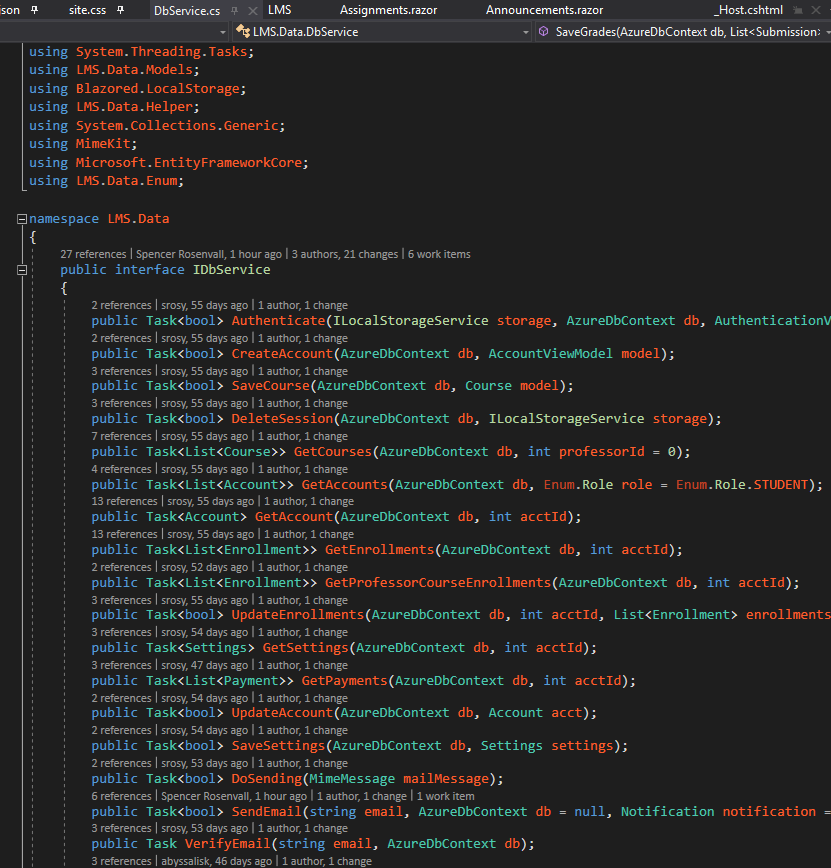 son site.css DbService.cs LMS Assignments.razor Announcements.razor _Host.cshtml
LMS.Data.DbService SaveGrades(AzureDbContext db, List<Submission>
using System.Threading.Tasks;
using LMS.Data.Models;
using Blazored.LocalStorage;
using LMS.Data.Helper;
using System.Collections.Generic;
using MimeKit;
using Microsoft.EntityFrameworkCore;
using LMS.Data.Enum;
namespace LMS.Data
{
27 references | Spencer Rosenvall, 1 hour ago | 3 authors, 21 changes | 6 work items
public interface IDbService
{
2 references | srosy, 55 days ago | 1 author, 1 change
public Task<bool> Authenticate(ILocalStorageService storage, AzureDbContext db, AuthenticationV
2 references | srosy, 55 days ago | 1 author, 1 change
public Task<bool> CreateAccount(AzureDbContext db, AccountViewModel model);
3 references | srosy, 55 days ago | 1 author, 1 change
public Task<bool> SaveCourse(AzureDbContext db, Course model);
3 references | srosy, 55 days ago | 1 author, 1 change
public Task<bool> DeleteSession(AzureDbContext db, ILocalStorageService storage);
7 references | srosy, 55 days ago | 1 author, 1 change
public Task<List<Course>> GetCourses(AzureDbContext db, int professorId = 0);
4 references | srosy, 55 days ago | 1 author, 1 change
public Task<List<Account>> GetAccounts(AzureDbContext db, Enum.Role role = Enum.Role.STUDENT);
13 references | srosy, 55 days ago | 1 author, 1 change
public Task<Account> GetAccount(AzureDbContext db, int acctId);
13 references | srosy, 55 days ago | 1 author, 1 change
public Task<List<Enrollment>> GetEnrollments(AzureDbContext db, int acctId);
2 references | srosy, 52 days ago | 1 author, 1 change
public Task<List<Enrollment>> GetProfessorCourseEnrollments(AzureDbContext db, int acctId);
3 references | srosy, 55 days ago | 1 author, 1 change
public Task<bool> UpdateEnrollments(AzureDbContext db, int acctId, List<Enrollment> enrollments
3 references | srosy, 54 days ago | 1 author, 1 change
public Task<Settings> GetSettings(AzureDbContext db, int acctId);
3 references | srosy, 47 days ago | 1 author, 1 change
public Task<List<Payment>> GetPayments(AzureDbContext db, int acctId);
2 references | srosy, 54 days ago | 1 author, 1 change
public Task<bool> UpdateAccount(AzureDbContext db, Account acct);
2 references | srosy, 54 days ago | 1 author, 1 change
public Task<bool> SaveSettings(AzureDbContext db, Settings settings);
2 references | srosy, 53 days ago | 1 author, 1 change
public Task<bool> DoSending(MimeMessage mailMessage);
6 references | Spencer Rosenvall, 1 hour ago | 1 author, 1 change | 1 work item
public Task<bool> SendEmail(string email, AzureDbContext db = null, Notification notification =
3 references | srosy, 53 days ago | 1 author, 1 change
public Task VerifyEmail(string email, AzureDbContext db);
3 references | abyssalisk, 46 days ago | 1 author, 1 change